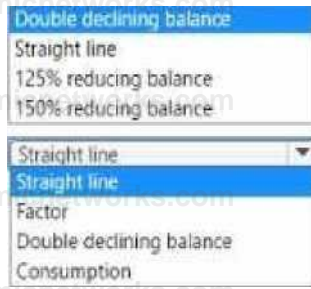 Double declining balance
Straight line
125% reducing balance
150% reducing balance
Straight line
Straight line
Factor
Double declining balance
Consumption